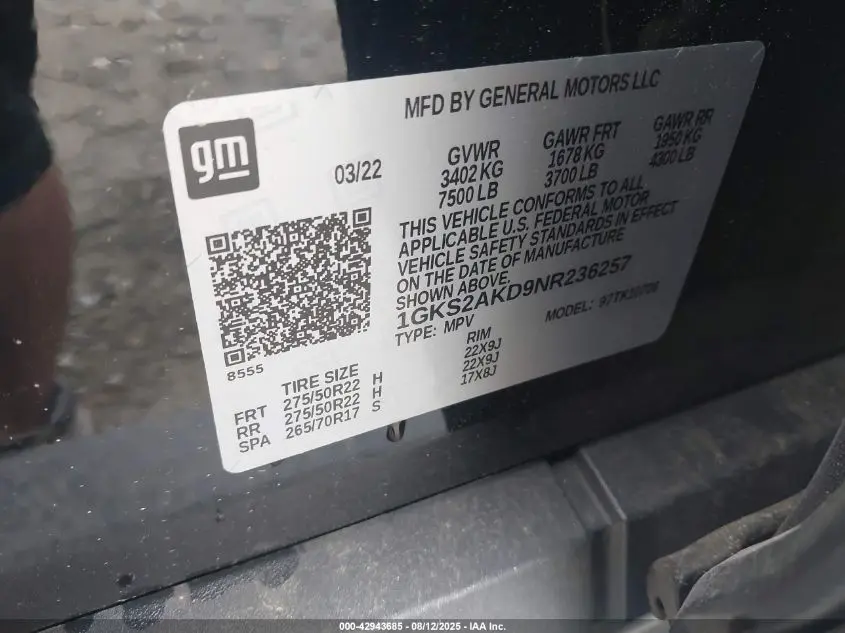 MFD BY GENERAL MOTORS LLC
gm
03/22
GVWR
3402 KG
7500 LB
GAWR FRT
1678 KG
3700 LB
GAWR RR
1950 KG
4300 LB
THIS VEHICLE CONFORMS TO ALL
APPLICABLE U.S. FEDERAL MOTOR
VEHICLE SAFETY STANDARDS IN EFFECT
ON THE DATE OF MANUFACTURE
SHOWN ABOVE.
1GKS2AKD9NR236257
TYPE: MPV
MODEL:
8555
TIRE SIZE
RIM
FRT 275/50R22 H 22X9J
RR 275/50R22 H 22X9J
SPA 265/70R17 S 17X8J
000-42943685 - 08/12/2025 - IAA Inc.